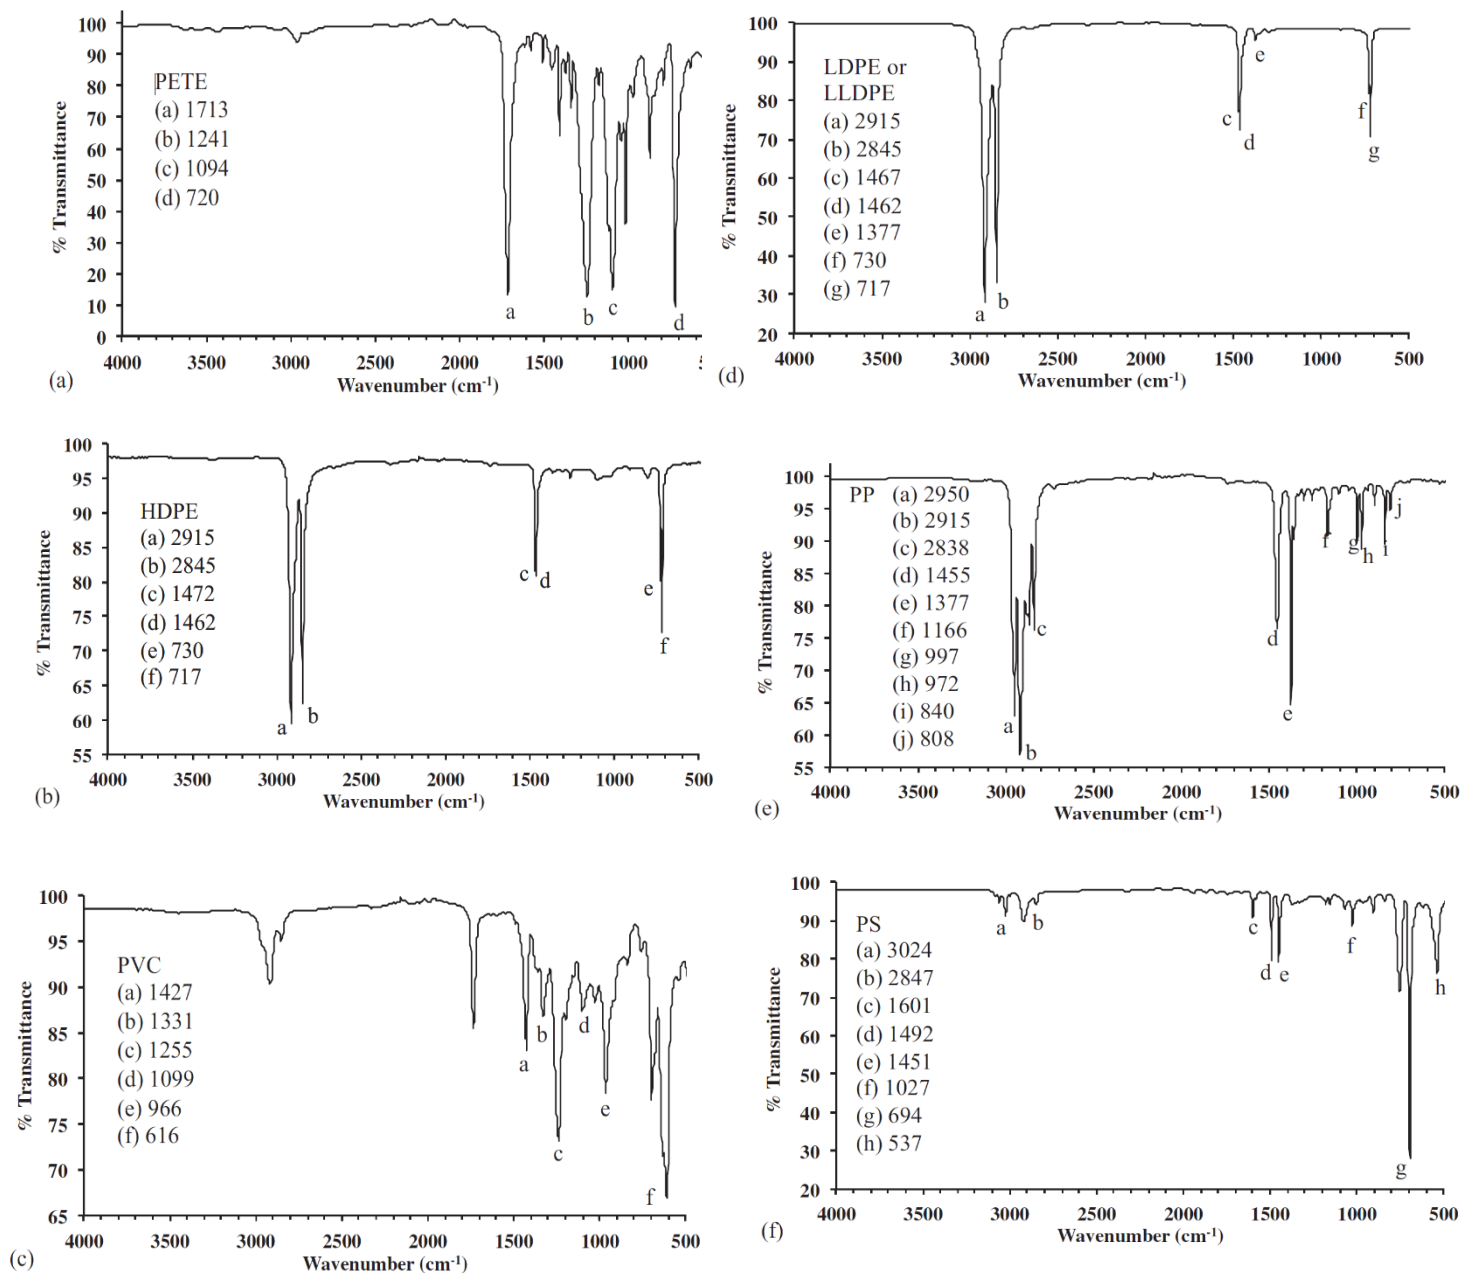 100
90
80
70
60
50
40
30
20
10
0
% Transmittance
PETE
(a) 1713
(b) 1241
(c) 1094
(d) 720
a
b
c
d
4000 3500 3000 2500 2000 1500 1000
Wavenumber (cm-1)
(a)
100
90
80
70
60
50
40
30
20
% Transmittance
LDPE or
LLDPE
(a) 2915
(b) 2845
(c) 1467
(d) 1462
(e) 1377
(f) 730
(g) 717
a
b
c
d
e
f
g
4000 3500 3000 2500 2000 1500 1000 500
Wavenumber (cm-1)
(d)
100
95
90
85
80
75
70
65
60
55
% Transmittance
HDPE
(a) 2915
(b) 2845
(c) 1472
(d) 1462
(e) 730
(f) 717
a
b
c d
e
f
4000 3500 3000 2500 2000 1500 1000 500
Wavenumber (cm-1)
(b)
100
95
90
85
80
75
70
65
60
55
% Transmittance
PP (a) 2950
(b) 2915
(c) 2838
(d) 1455
(e) 1377
(f) 1166
(g) 997
(h) 972
(i) 840
(j) 808
a
b
c
d
e
f
g
h
i
j
4000 3500 3000 2500 2000 1500 1000 500
Wavenumber (cm-1)
(e)
100
95
90
85
80
75
70
65
% Transmittance
PVC
(a) 1427
(b) 1331
(c) 1255
(d) 1099
(e) 966
(f) 616
a
b
c
d
e
f
4000 3500 3000 2500 2000 1500 1000 500
Wavenumber (cm-1)
(c)
100
90
80
70
60
50
40
30
20
% Transmittance
PS
(a) 3024
(b) 2847
(c) 1601
(d) 1492
(e) 1451
(f) 1027
(g) 694
(h) 537
a
b
c
d
e
f
g
h
4000 3500 3000 2500 2000 1500 1000 500
Wavenumber (cm-1)
(f)